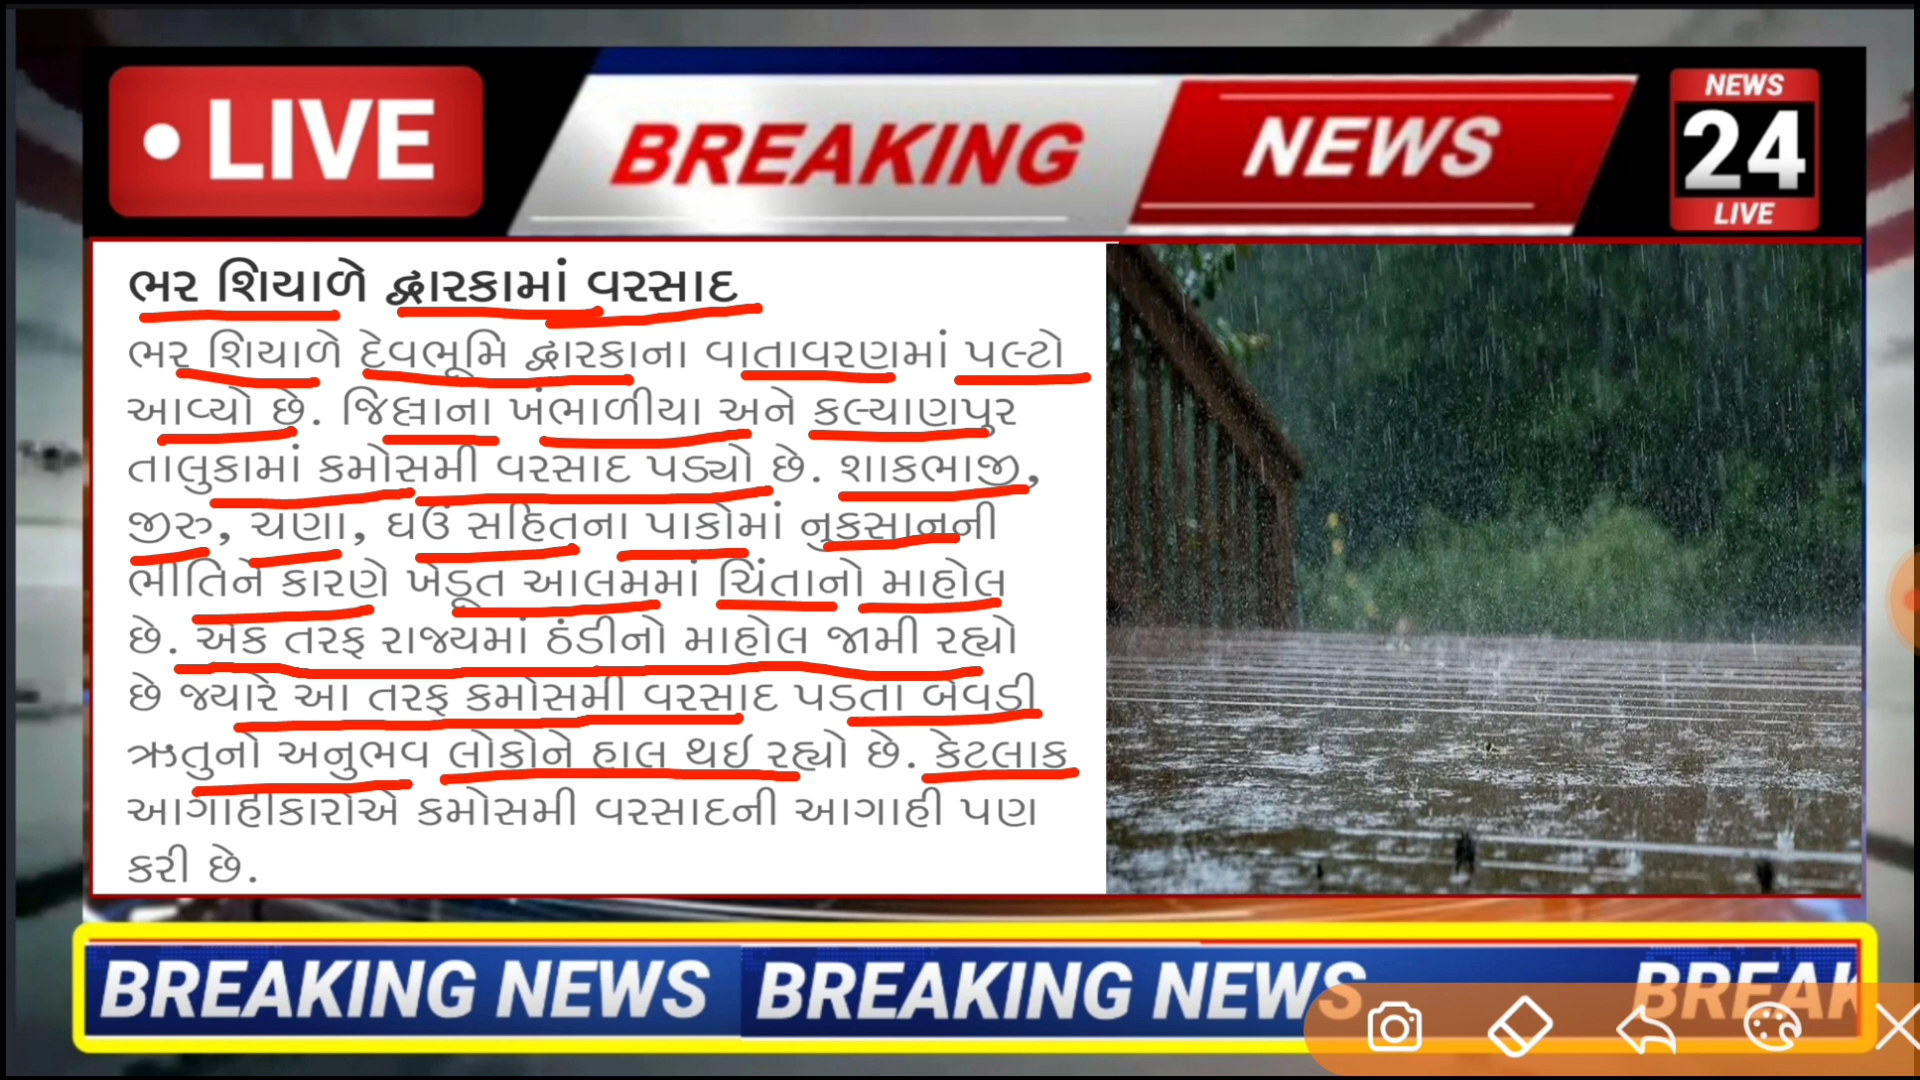 LIVE
BREAKING NEWS
NEWS
24
LIVE
ભર શિયાળે દ્વારકામાં વરસાદ
ભર શિયાળે દેવભૂમિ દ્વારકાના વાતાવરણમાં પલ્ટો
આવ્યો છે. જિલ્લાના ખંભાળીયા અને કલ્યાણપુર
તાલુકામાં કમોસમી વરસાદ પડ્યો છે. શાકભાજી,
જીરુ, ચણા, ઘઉં સહિતના પાકોમાં નુકસાનની
ભીતિને કારણે ખેડૂત આલમમાં ચિંતાનો માહોલ
છે. એક તરફ રાજ્યમાં ઠંડીનો માહોલ જામી રહ્યો
છે જ્યારે આ તરફ કમોસમી વરસાદ પડતા બેવડી
ઋતુનો અનુભવ લોકોને હાલ થઈ રહ્યો છે. કેટલાક
આગાહીકારોએ કમોસમી વરસાદની આગાહી પણ
કરી છે.
BREAKING NEWS BREAKING NEWS BREAK